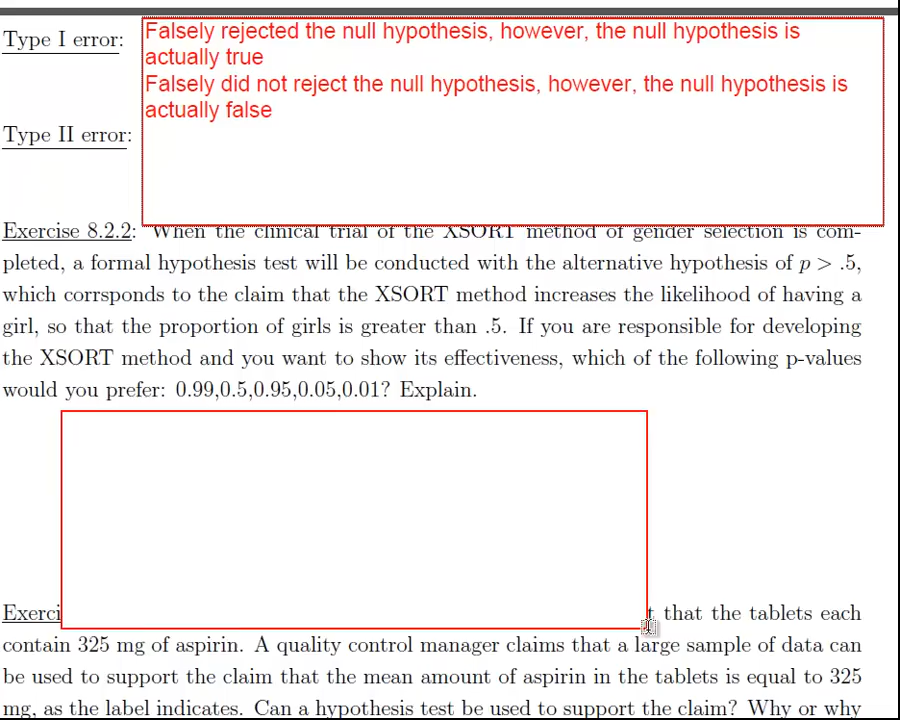 Type I error:
Falsely rejected the null hypothesis, however, the null hypothesis is
actually true
Falsely did not reject the null hypothesis, however, the null hypothesis is
actually false
Type II error:
Exercise 8.2.2: When the clinical trial of the XSORT method of gender selection is com-
pleted, a formal hypothesis test will be conducted with the alternative hypothesis of p > .5,
which corrsponds to the claim that the XSORT method increases the likelihood of having a
girl, so that the proportion of girls is greater than .5. If you are responsible for developing
the XSORT method and you want to show its effectiveness, which of the following p-values
would you prefer: 0.99,0.5,0.95,0.05,0.01? Explain.
Exerci
t that the tablets each
contain 325 mg of aspirin. A quality control manager claims that a large sample of data can
be used to support the claim that the mean amount of aspirin in the tablets is equal to 325
mg, as the label indicates. Can a hypothesis test be used to support the claim? Why or why